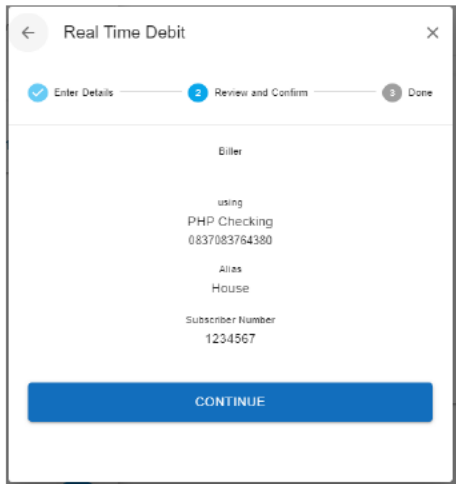 Real Time Debit
Enter Details
2 Review and Confirm
3 Done
Biller
using
PHP Checking
0837083764380
Alias
House
Subscriber Number
1234567
CONTINUE